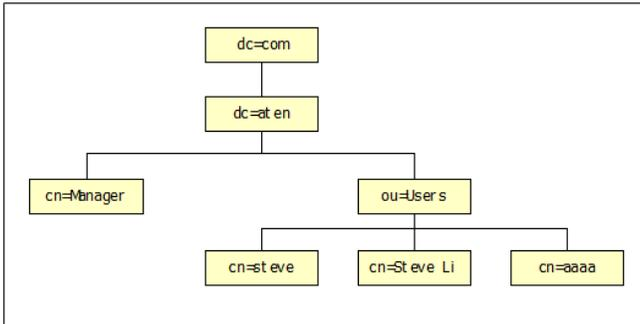 dc=com
dc=aten
cn=Manager
ou=Users
cn=steve
cn=Steve Li
cn=aaaa